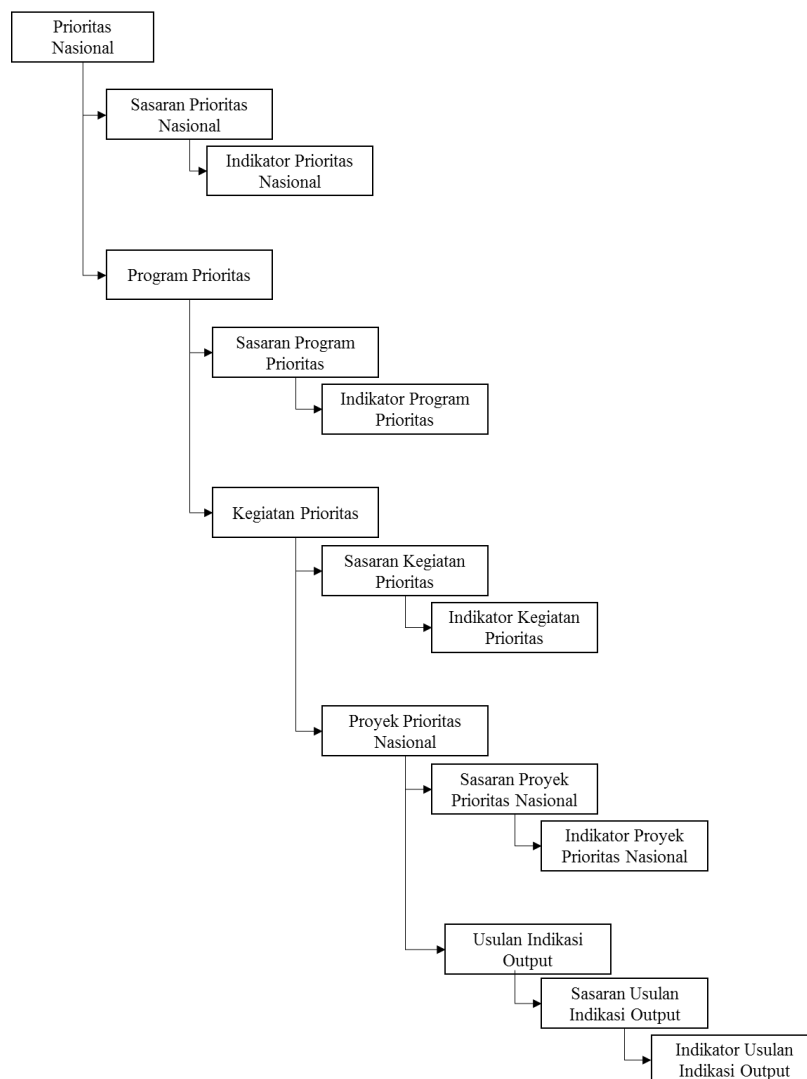 Prioritas
Nasional
Sasaran Prioritas
Nasional
Indikator Prioritas
Nasional
Program Prioritas
Sasaran Program
Prioritas
Indikator Program
Prioritas
Kegiatan Prioritas
Sasaran Kegiatan
Prioritas
Indikator Kegiatan
Prioritas
Proyek Prioritas
Nasional
Sasaran Proyek
Prioritas Nasional
Indikator Proyek
Prioritas Nasional
Usulan Indikasi
Output
Sasaran Usulan
Indikasi Output
Indikator Usulan
Indikasi Output